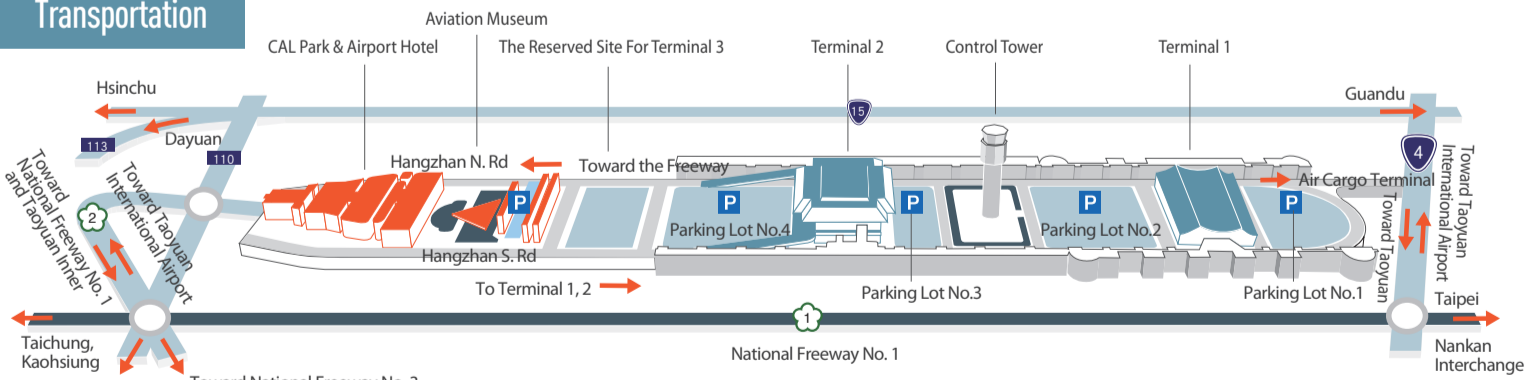 Transportation
Aviation Museum
CAL Park & Airport Hotel
The Reserved Site For Terminal 3
Terminal 2
Control Tower
Terminal 1
Hsinchu
15
Guandu
113
Dayuan
110
4
Hangzhan N. Rd
Toward the Freeway
Air Cargo Terminal
Toward
National Freeway No. 1
and Taoyuan Inner
Toward Taoyuan
International Airport
2
P
P
P
P
P
Parking Lot No.4
Parking Lot No.2
Toward Taoyuan
Toward Taoyuan
International Airport
Hangzhan S. Rd
To Terminal 1, 2
Parking Lot No.3
Parking Lot No.1
Taichung,
Kaohsiung
1
National Freeway No. 1
Taipei
Nankan
Interchange